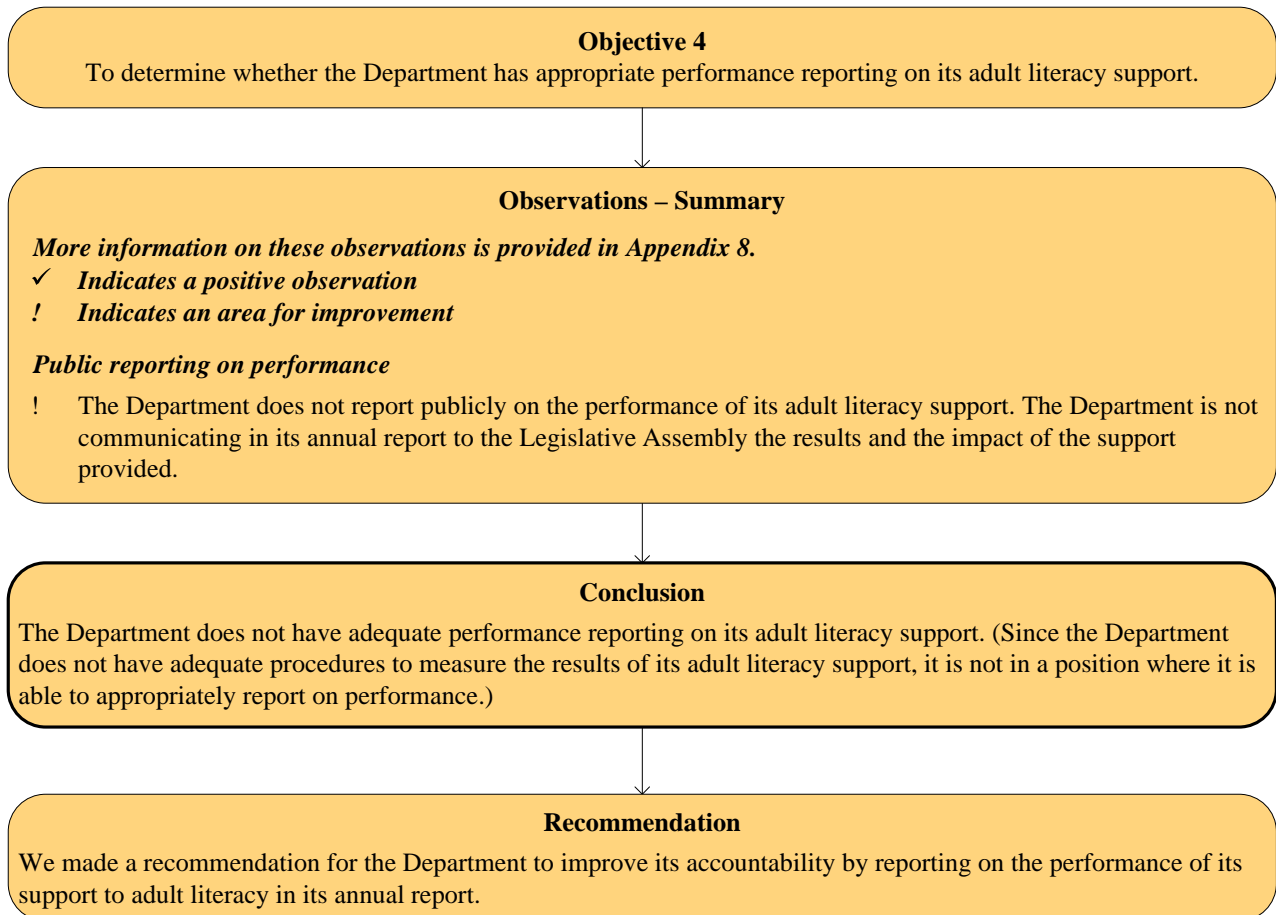 Objective 4
To determine whether the Department has appropriate performance reporting on its adult literacy support.
Observations – Summary
More information on these observations is provided in Appendix 8.
✓ Indicates a positive observation
! Indicates an area for improvement
Public reporting on performance
! The Department does not report publicly on the performance of its adult literacy support. The Department is not
communicating in its annual report to the Legislative Assembly the results and the impact of the support
provided.
Conclusion
The Department does not have adequate performance reporting on its adult literacy support. (Since the Department
does not have adequate procedures to measure the results of its adult literacy support, it is not in a position where it is
able to appropriately report on performance.)
Recommendation
We made a recommendation for the Department to improve its accountability by reporting on the performance of its
support to adult literacy in its annual report.